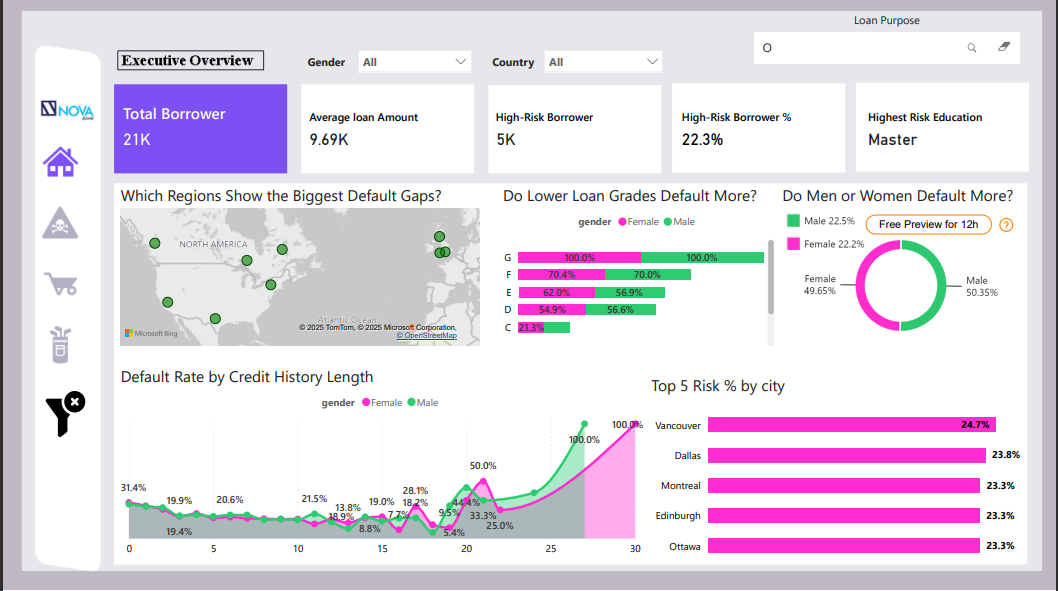 Loan Purpose
O
Executive Overview
Gender
All
Country
All
NOVA
BANK
Total Borrower
21K
Average loan Amount
9.69K
High-Risk Borrower
5K
High-Risk Borrower %
22.3%
Highest Risk Education
Master
Which Regions Show the Biggest Default Gaps?
NORTH AMERICA
Atlantic Ocean
Microsoft Bing
© 2025 TomTom, © 2025 Microsoft Corporation,
© OpenStreetMap
Do Lower Loan Grades Default More?
gender Female Male
G 100.0% 100.0%
F 70.4% 70.0%
E 62.0% 56.9%
D 54.9% 56.6%
C 21.3%
Do Men or Women Default More?
Male 22.5%
Free Preview for 12h
?
Female 22.2%
Female
49.65%
Male
50.35%
Default Rate by Credit History Length
gender Female Male
31.4%
19.9%
19.4%
20.6%
21.5%
18.9%
13.8%
8.8%
19.0%
7.7%
28.1%
18.2%
9.5%
5.4%
44.4%
50.0%
33.3%
25.0%
100.0%
100.0%
0 5 10 15 20 25 30
Top 5 Risk % by city
Vancouver 24.7%
Dallas 23.8%
Montreal 23.3%
Edinburgh 23.3%
Ottawa 23.3%